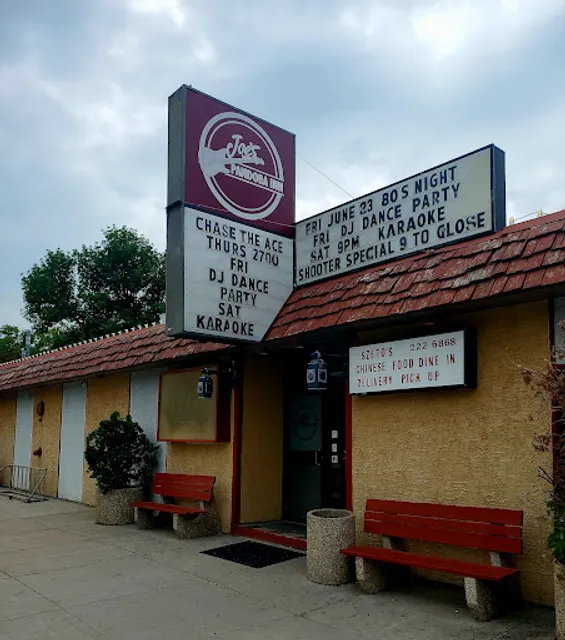 Joe's
PANDORA INN
CHASE THE ACE
THURS 2700
FRI
DJ DANCE
PARTY
SAT
KARAOKE
FRI JUNE 23 80S NIGHT
FRI DJ DANCE PARTY
SAT 9PM KARAOKE
SHOOTER SPECIAL 9 TO GLOSE
SZETO'S 222 6868
CHINESE FOOD DINE IN
DELIVERY PICK UP